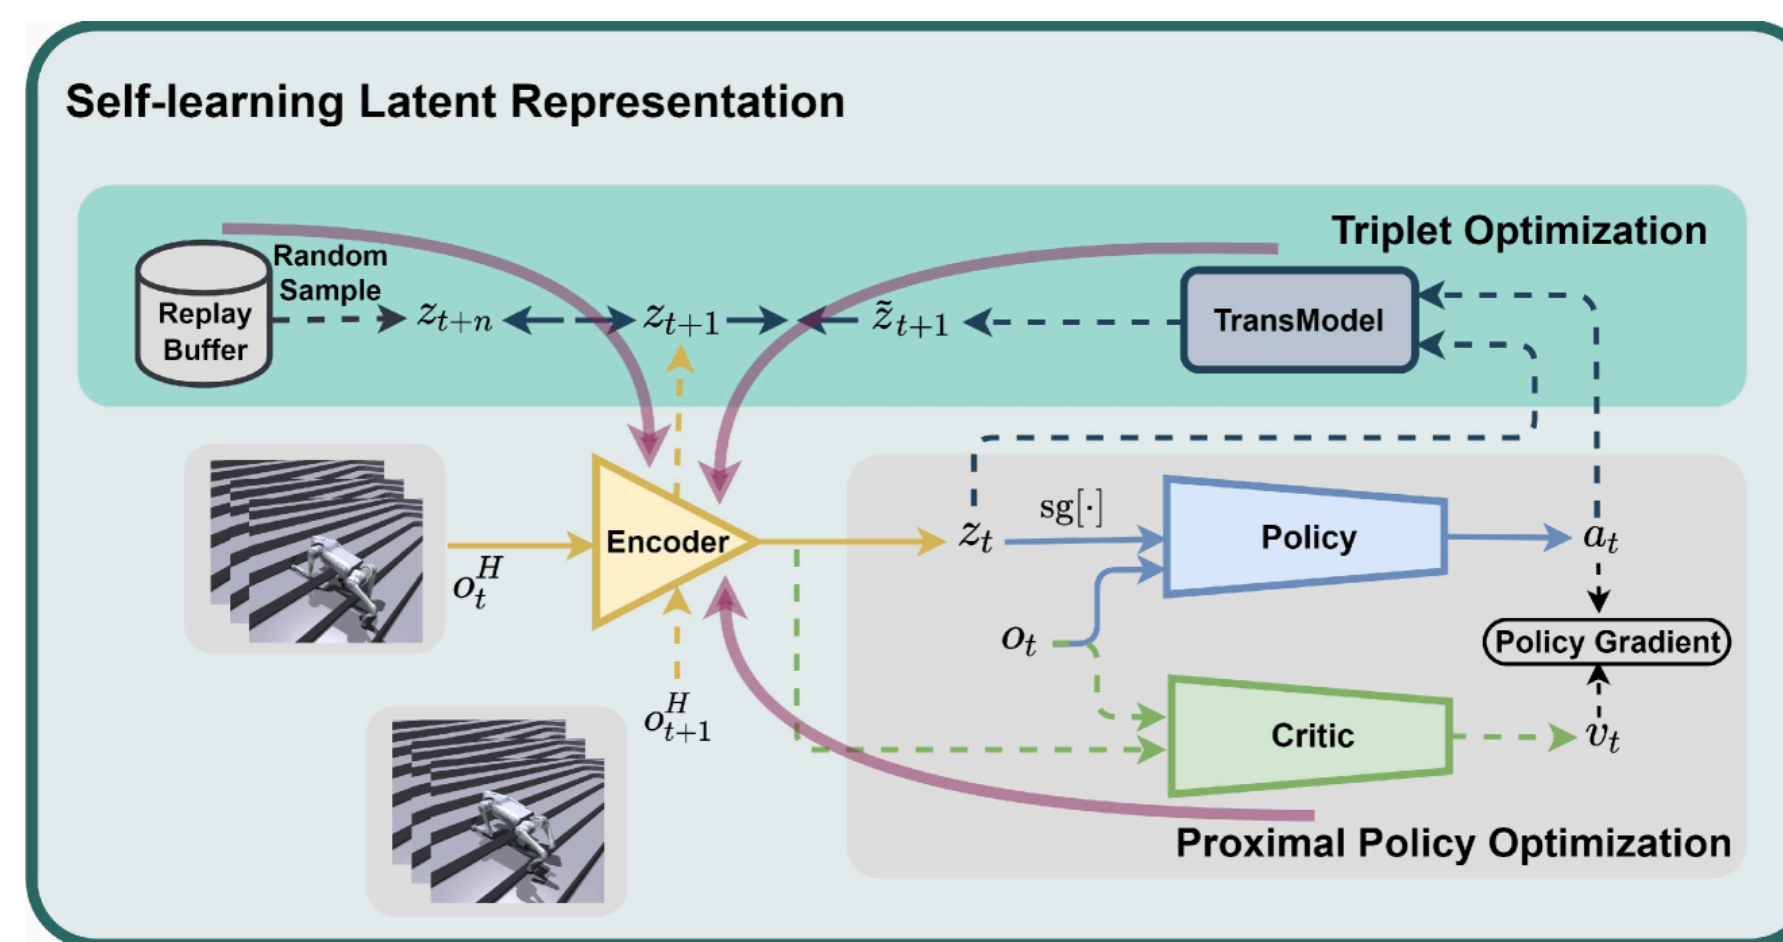 Self-learning Latent Representation
Triplet Optimization
Random
Sample
Replay
Buffer
z_{t+n}
z_{t+1}
z̃_{t+1}
TransModel
o_t^H
Encoder
z_t
sg[·]
Policy
a_t
o_t
Policy Gradient
o_{t+1}^H
Critic
v_t
Proximal Policy Optimization